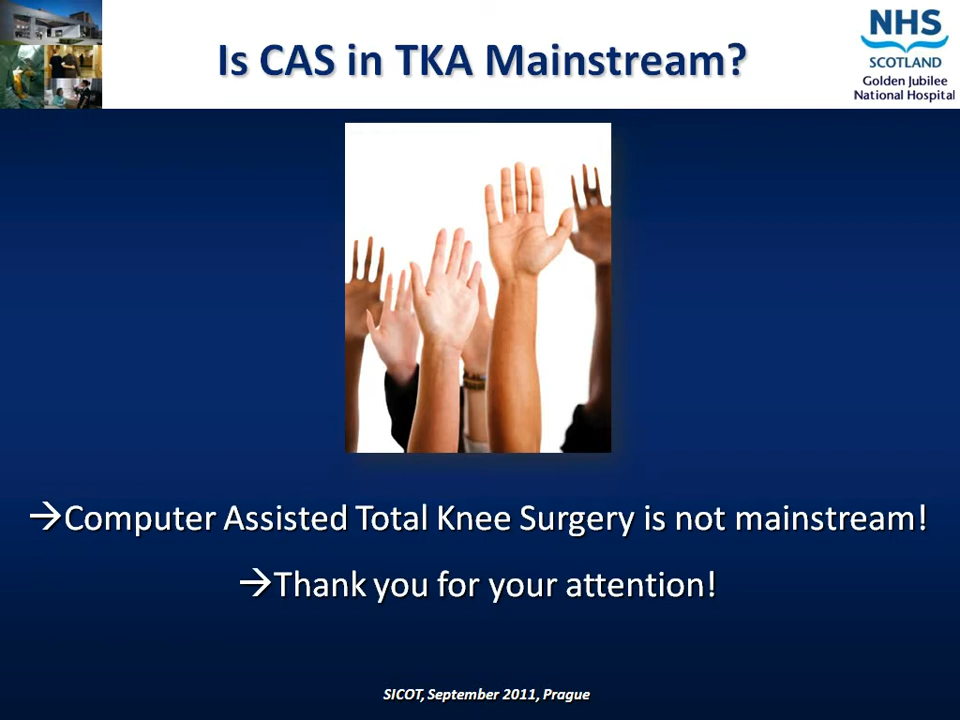 Is CAS in TKA Mainstream?
NHS
SCOTLAND
Golden Jubilee
National Hospital
→Computer Assisted Total Knee Surgery is not mainstream!
→Thank you for your attention!
SICOT, September 2011, Prague